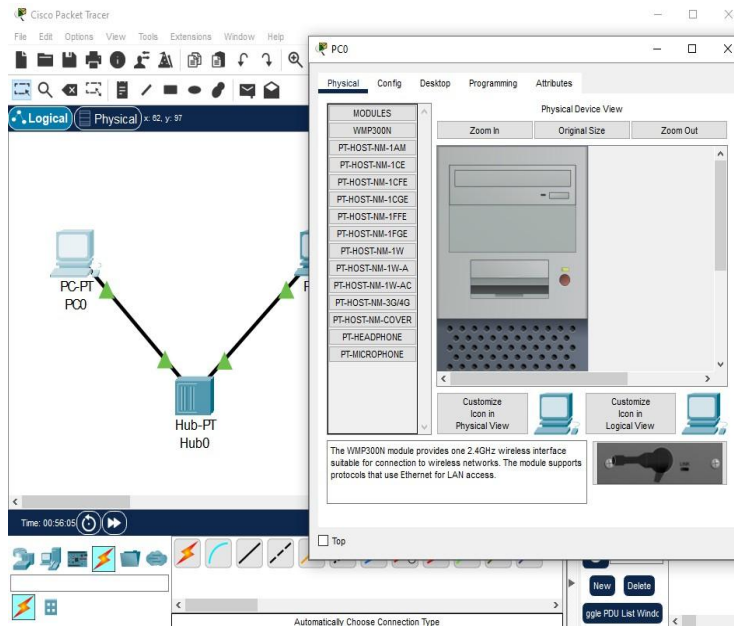 Cisco Packet Tracer
File Edit Options View Tools Extensions Window Help
Logical Physical x: 62, y: 97
PC-PT
PC0
Hub-PT
Hub0
Time: 00:56:05
Automatically Choose Connection Type
PC0
Physical Config Desktop Programming Attributes
MODULES
WMP300N
PT-HOST-NM-1AM
PT-HOST-NM-1CE
PT-HOST-NM-1CFE
PT-HOST-NM-1CGE
PT-HOST-NM-1FFE
PT-HOST-NM-1FGE
PT-HOST-NM-1W
PT-HOST-NM-1W-A
PT-HOST-NM-1W-AC
PT-HOST-NM-3G/4G
PT-HOST-NM-COVER
PT-HEADPHONE
PT-MICROPHONE
Physical Device View
Zoom In Original Size Zoom Out
Customize
Icon in
Physical View
Customize
Icon in
Logical View
The WMP300N module provides one 2.4GHz wireless interface
suitable for connection to wireless networks. The module supports
protocols that use Ethernet for LAN access.
Top
New Delete
ggle PDU List Windc